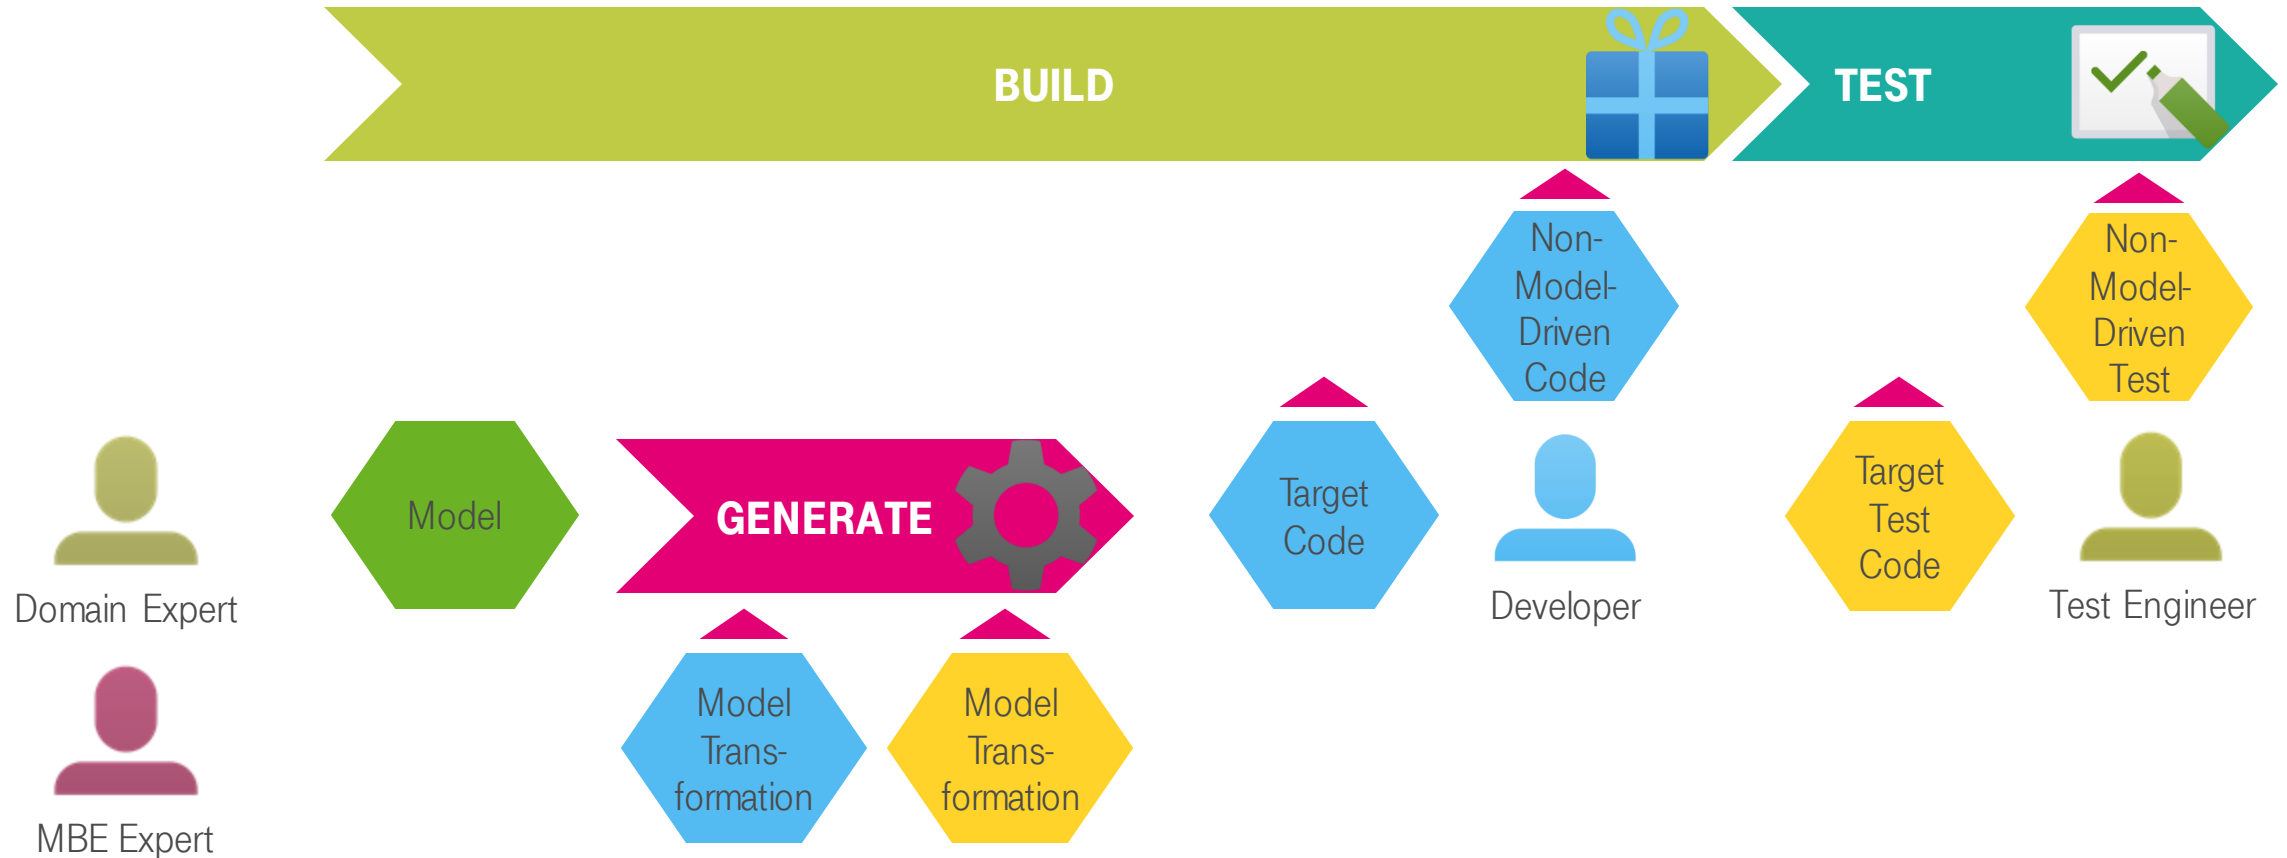 BUILD
TEST
Non-
Model-
Driven
Code
Non-
Model-
Driven
Test
Domain Expert
Model
GENERATE
Target
Code
Developer
Target
Test
Code
Test Engineer
MBE Expert
Model
Trans-
formation
Model
Trans-
formation